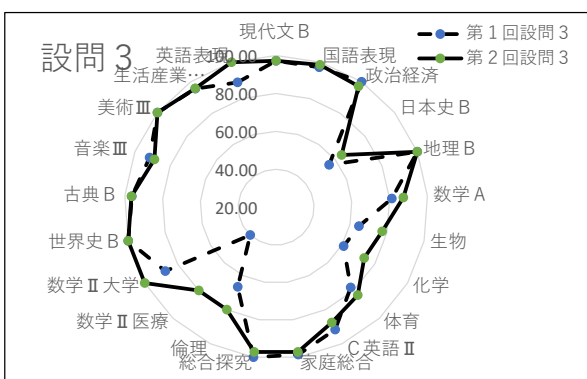 設問３
第１回設問３
第２回設問３
現代文Ｂ
国語表現
政治経済
日本史Ｂ
地理Ｂ
数学Ａ
生物
化学
体育
Ｃ英語Ⅱ
家庭総合
総合探究
倫理
数学Ⅱ医療
数学Ⅱ大学
世界史Ｂ
古典Ｂ
音楽Ⅲ
美術Ⅲ
生活産業…
英語表現
100.00
80.00
60.00
40.00
20.00